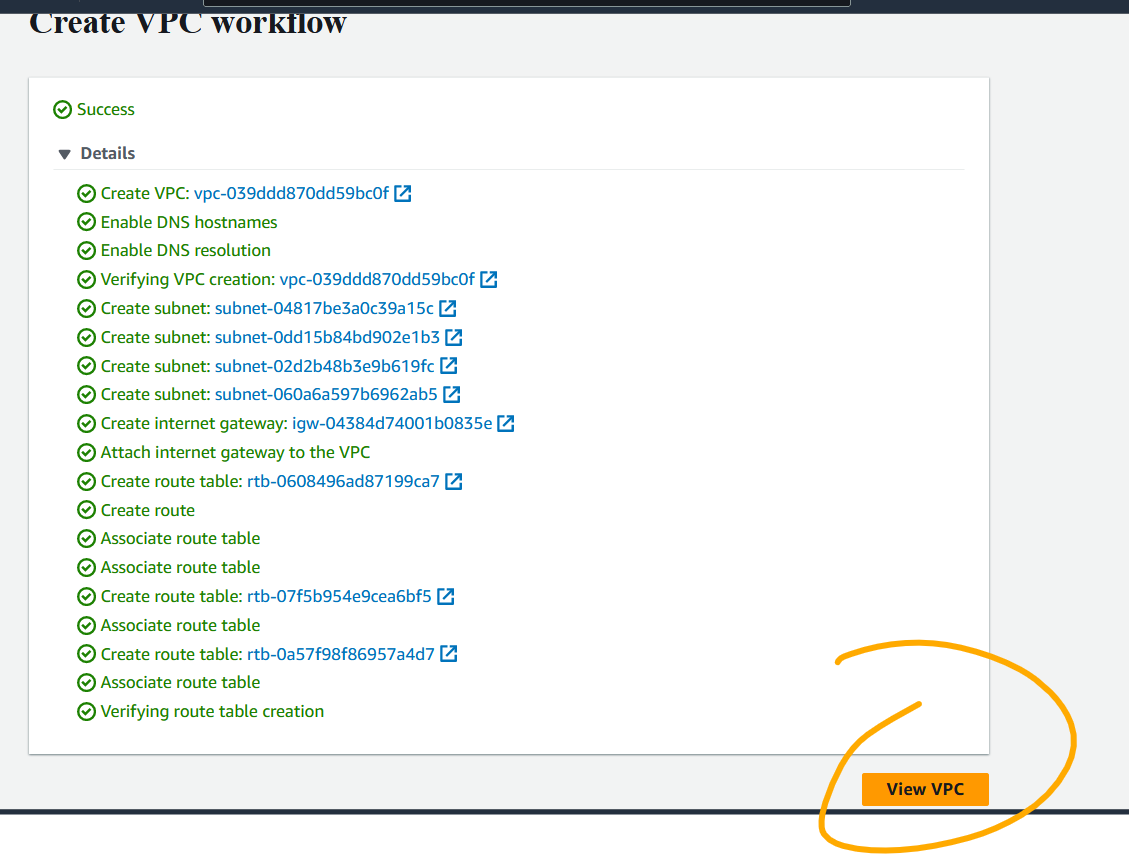 Create VPC workflow
Success
Details
Create VPC: vpc-039ddd870dd59bc0f
Enable DNS hostnames
Enable DNS resolution
Verifying VPC creation: vpc-039ddd870dd59bc0f
Create subnet: subnet-04817be3a0c39a15c
Create subnet: subnet-0dd15b84bd902e1b3
Create subnet: subnet-02d2b48b3e9b619fc
Create subnet: subnet-060a6a597b6962ab5
Create internet gateway: igw-04384d74001b0835e
Attach internet gateway to the VPC
Create route table: rtb-0608496ad87199ca7
Create route
Associate route table
Associate route table
Create route table: rtb-07f5b954e9cea6bf5
Associate route table
Create route table: rtb-0a57f98f86957a4d7
Associate route table
Verifying route table creation
View VPC